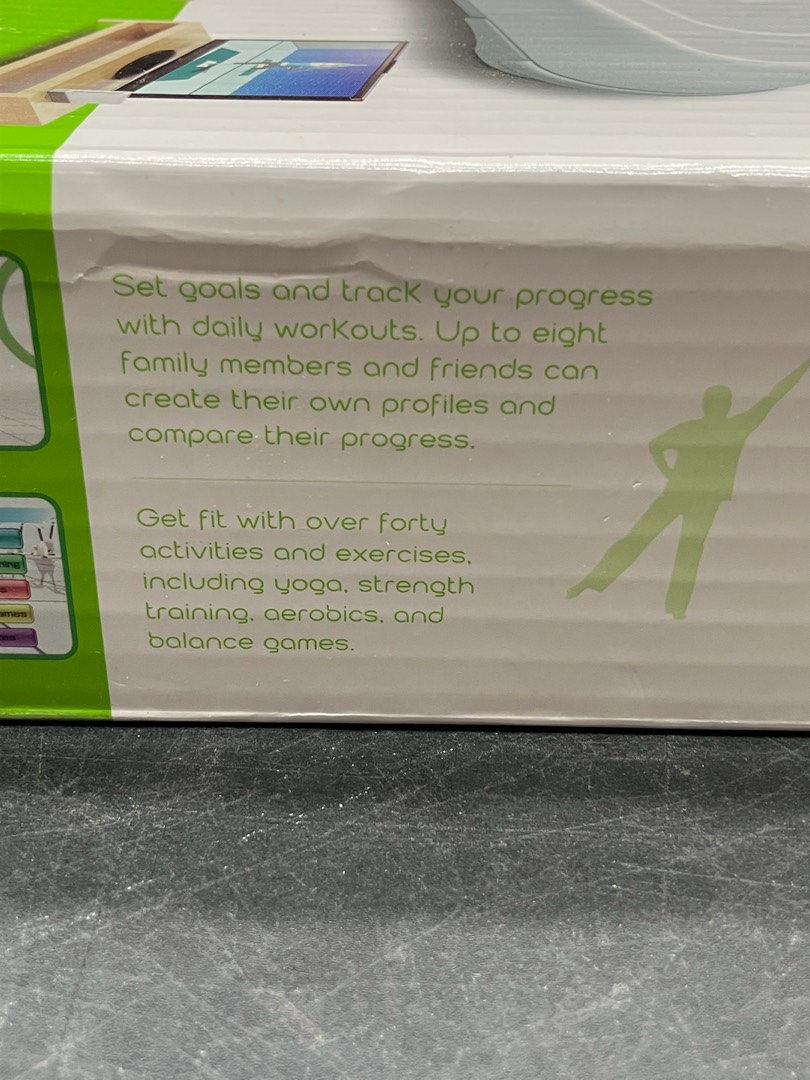 Set goals and track your progress
with daily workouts. Up to eight
family members and friends can
create their own profiles and
compare their progress.
Get fit with over forty
activities and exercises,
including yoga, strength
training, aerobics, and
balance games.